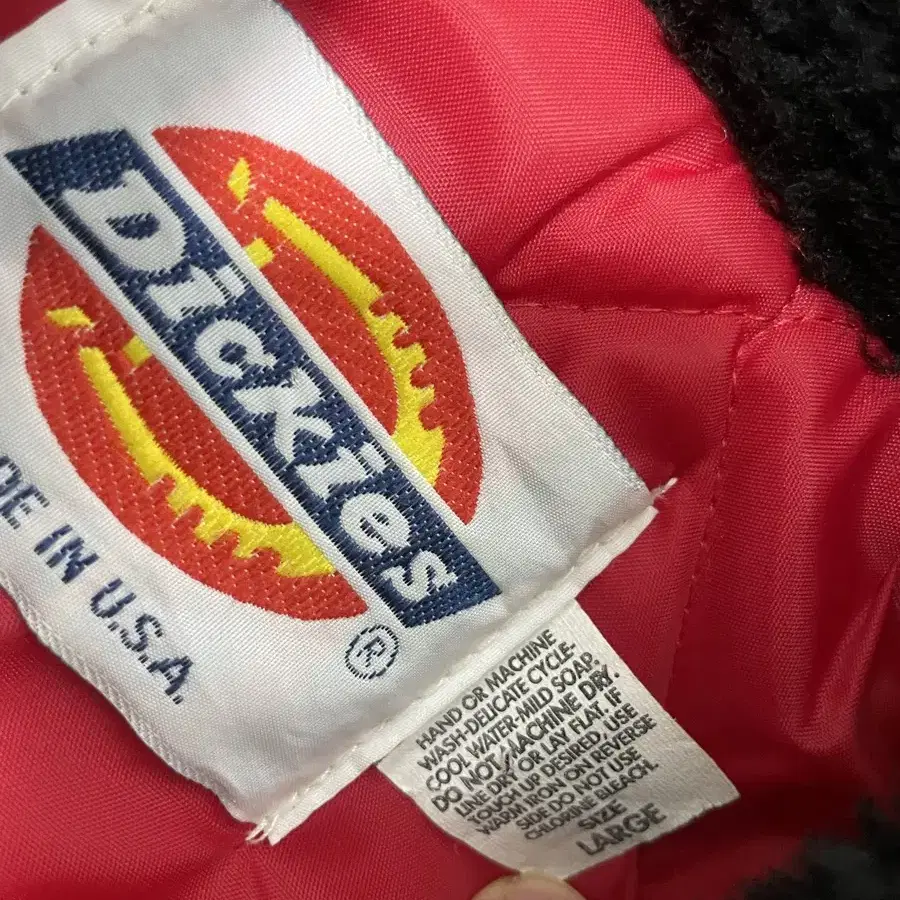 Dickies
®
DE IN U.S.A.
HAND OR MACHINE
WASH-DELICATE CYCLE-
COOL WATER-MILD SOAP.
DO NOT MACHINE DRY.
LINE DRY OR LAY FLAT. IF
TOUCH UP DESIRED, USE
WARM IRON ON REVERSE
SIDE DO NOT USE
CHLORINE BLEACH.
SIZE
LARGE